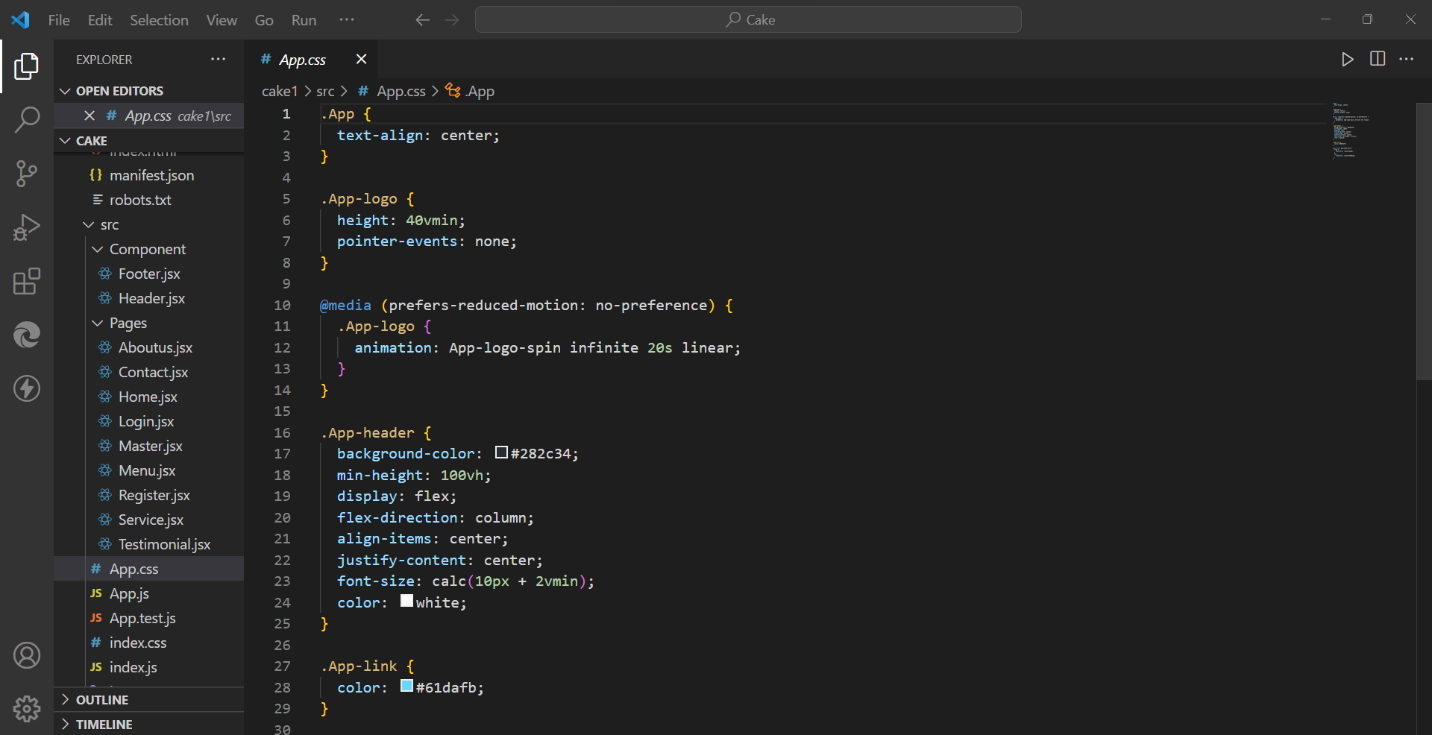 File Edit Selection View Go Run ···
Cake
EXPLORER ···
OPEN EDITORS
# App.css cake1\src
CAKE
index.html
{} manifest.json
robots.txt
src
Component
Footer.jsx
Header.jsx
Pages
Aboutus.jsx
Contact.jsx
Home.jsx
Login.jsx
Master.jsx
Menu.jsx
Register.jsx
Service.jsx
Testimonial.jsx
# App.css
JS App.js
JS App.test.js
# index.css
JS index.js
OUTLINE
TIMELINE
# App.css
cake1 > src > # App.css > .App
1 .App {
2 text-align: center;
3 }
4
5 .App-logo {
6 height: 40vmin;
7 pointer-events: none;
8 }
9
10 @media (prefers-reduced-motion: no-preference) {
11 .App-logo {
12 animation: App-logo-spin infinite 20s linear;
13 }
14 }
15
16 .App-header {
17 background-color: #282c34;
18 min-height: 100vh;
19 display: flex;
20 flex-direction: column;
21 align-items: center;
22 justify-content: center;
23 font-size: calc(10px + 2vmin);
24 color: white;
25 }
26
27 .App-link {
28 color: #61dafb;
29 }
30